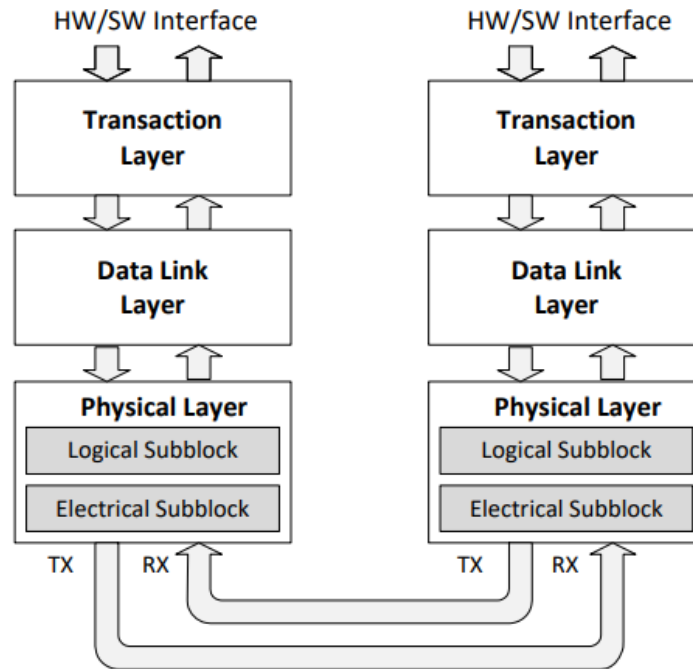 HW/SW Interface
Transaction
Layer
Data Link
Layer
Physical Layer
Logical Subblock
Electrical Subblock
TX RX
HW/SW Interface
Transaction
Layer
Data Link
Layer
Physical Layer
Logical Subblock
Electrical Subblock
TX RX